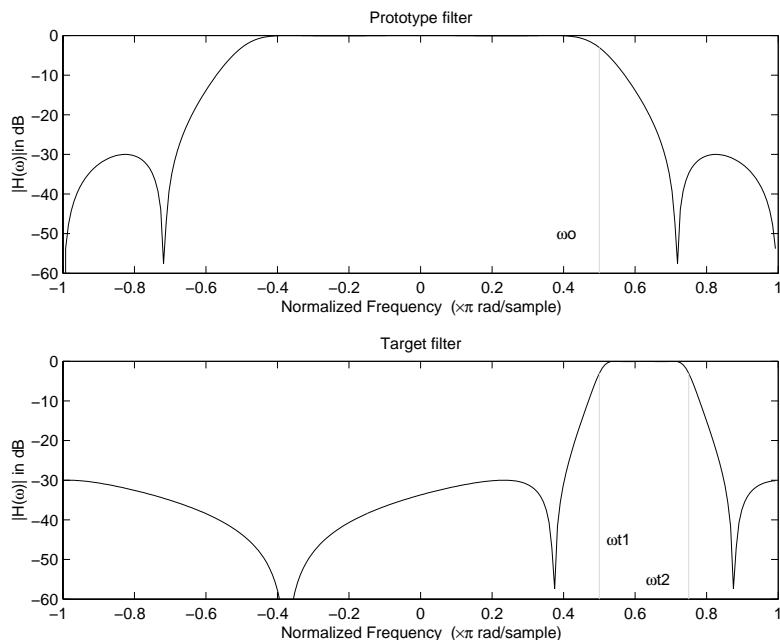 Prototype filter
|H(ω)|in dB
0
−10
−20
−30
−40
−50
−60
ωo
−1 −0.8 −0.6 −0.4 −0.2 0 0.2 0.4 0.6 0.8 1
Normalized Frequency (×π rad/sample)
Target filter
|H(ω)| in dB
0
−10
−20
−30
−40
−50
−60
ωt1
ωt2
−1 −0.8 −0.6 −0.4 −0.2 0 0.2 0.4 0.6 0.8 1
Normalized Frequency (×π rad/sample)